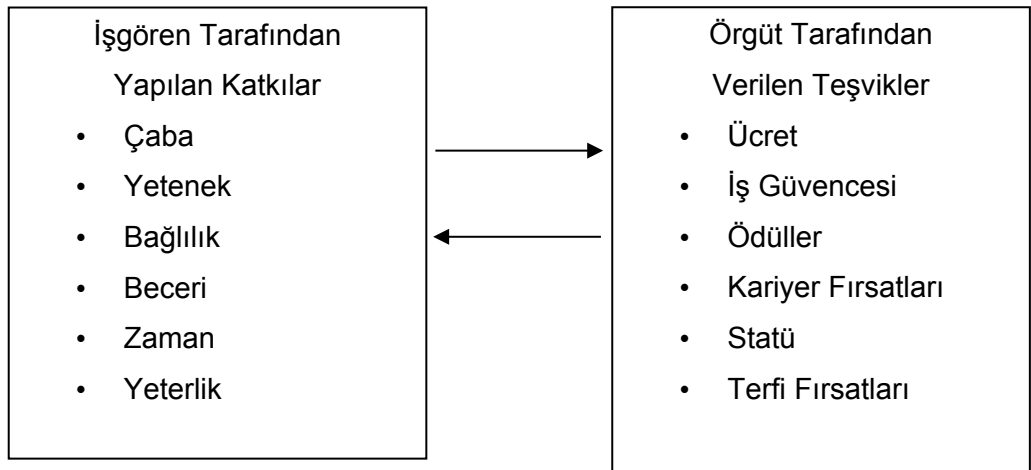 İşgören Tarafından
Yapılan Katkılar
• Çaba
• Yetenek
• Bağlılık
• Beceri
• Zaman
• Yeterlik
Örgüt Tarafından
Verilen Teşvikler
• Ücret
• İş Güvencesi
• Ödüller
• Kariyer Fırsatları
• Statü
• Terfi Fırsatları